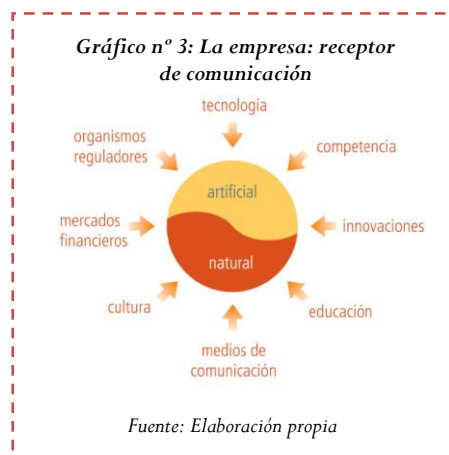 Gráfico nº 3: La empresa: receptor
de comunicación
tecnología
organismos
reguladores
competencia
artificial
mercados
financieros
innovaciones
natural
cultura
educación
medios de
comunicación
Fuente: Elaboración propia